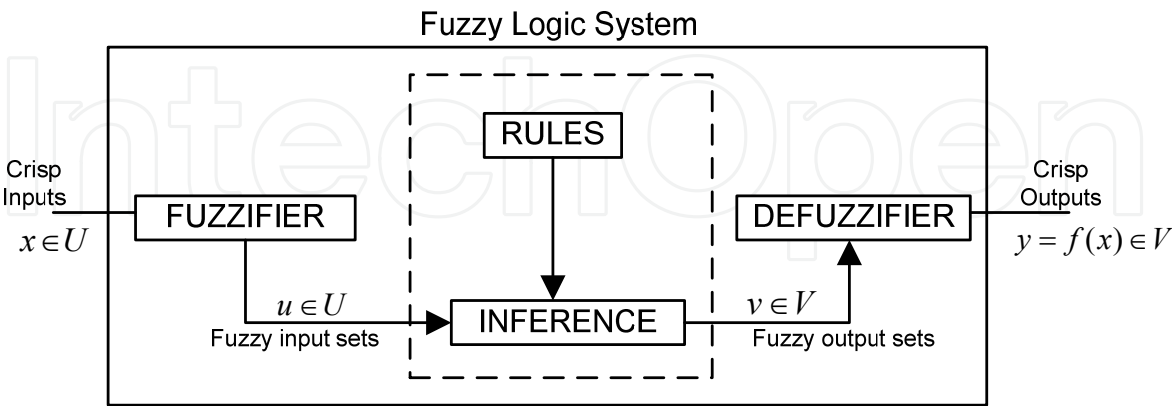 Fuzzy Logic System
IntechOpen
RULES
Crisp
Inputs
x ∈ U
FUZZIFIER
DEFUZZIFIER
Crisp
Outputs
y = f(x) ∈ V
u ∈ U
Fuzzy input sets
INFERENCE
v ∈ V
Fuzzy output sets